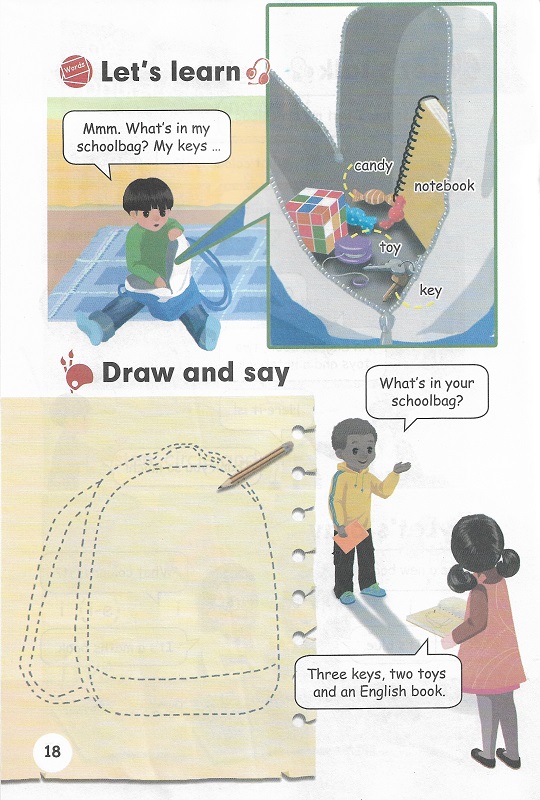 Words
Let's learn
Mmm. What's in my
schoolbag? My keys ...
candy
notebook
toy
key
Draw and say
What's in your
schoolbag?
Three keys, two toys
and an English book.
18